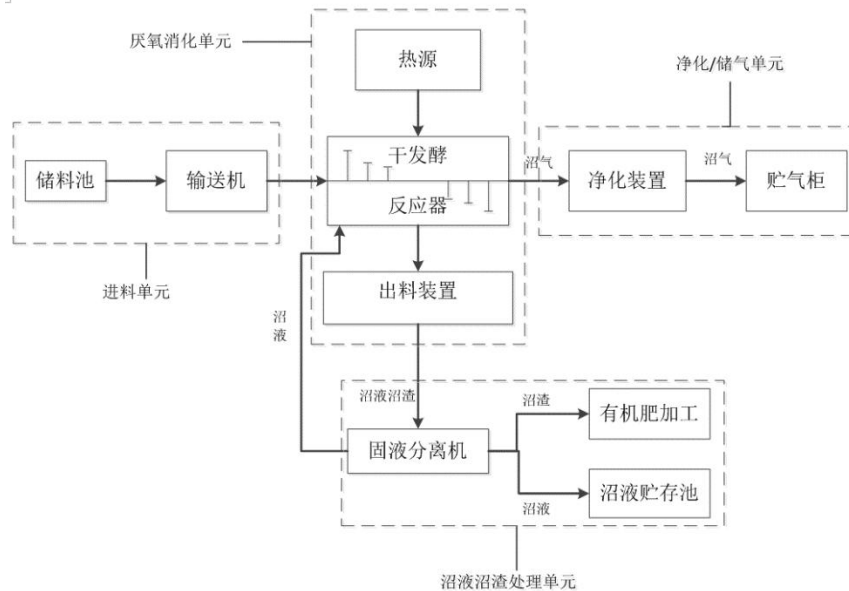 厌氧消化单元
热源
净化/储气单元
储料池
输送机
干发酵
反应器
沼气
净化装置
沼气
贮气柜
进料单元
出料装置
沼
液
沼液沼渣
固液分离机
沼渣
有机肥加工
沼液
沼液贮存池
沼液沼渣处理单元